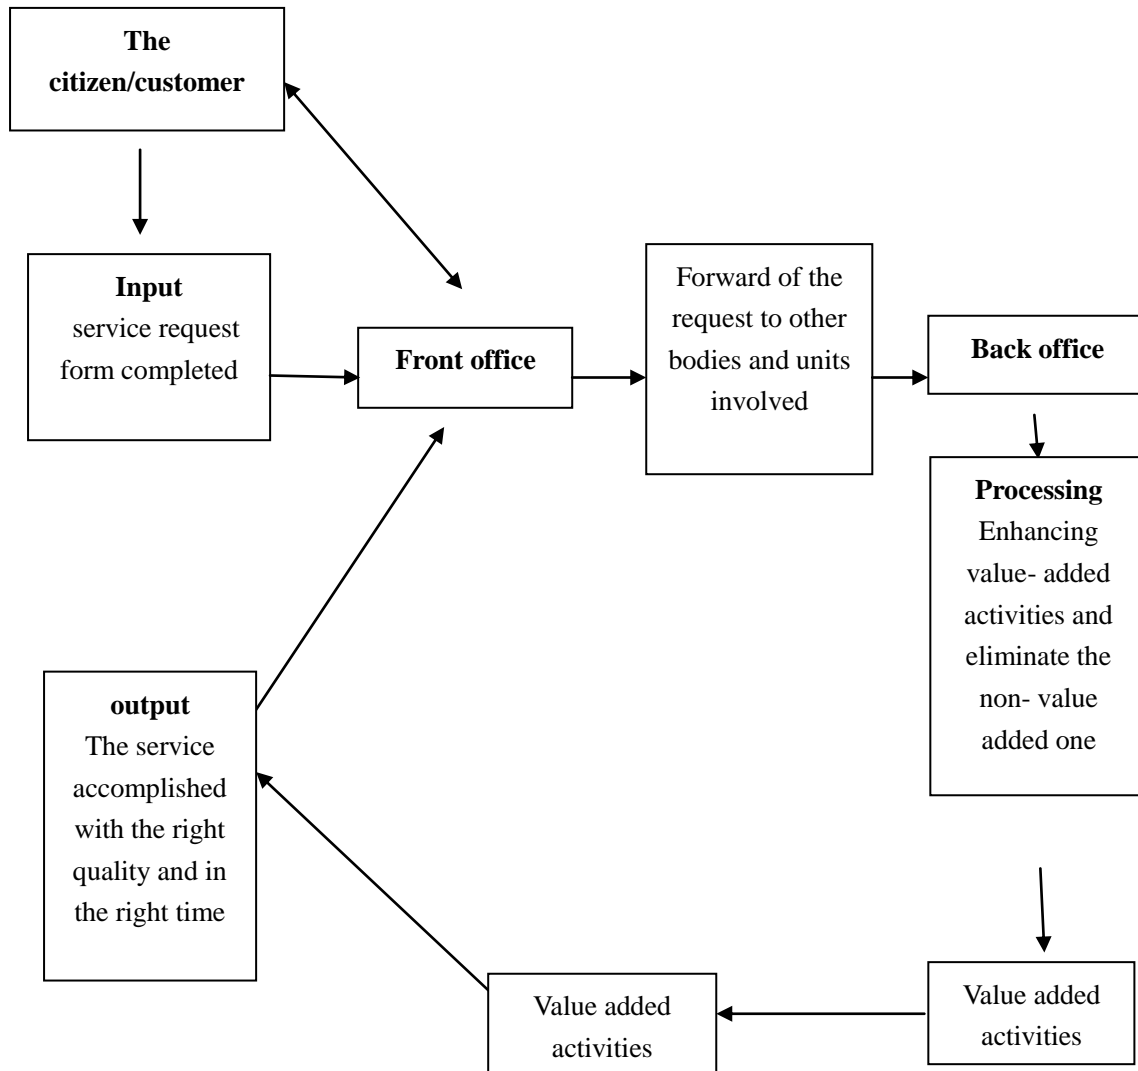 The
citizen/customer
Input
service request
form completed
Front office
Forward of the
request to other
bodies and units
involved
Back office
Processing
Enhancing
value- added
activities and
eliminate the
non- value
added one
output
The service
accomplished
with the right
quality and in
the right time
Value added
activities
Value added
activities